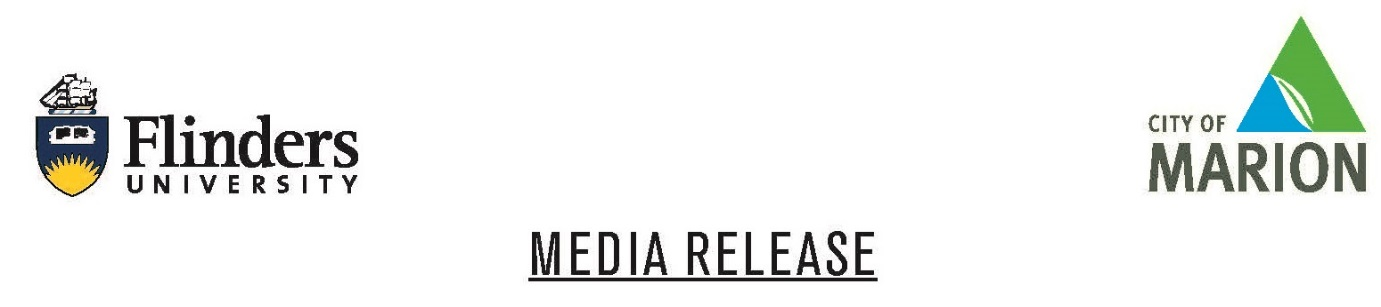 Flinders
UNIVERSITY
CITY OF
MARION
MEDIA RELEASE